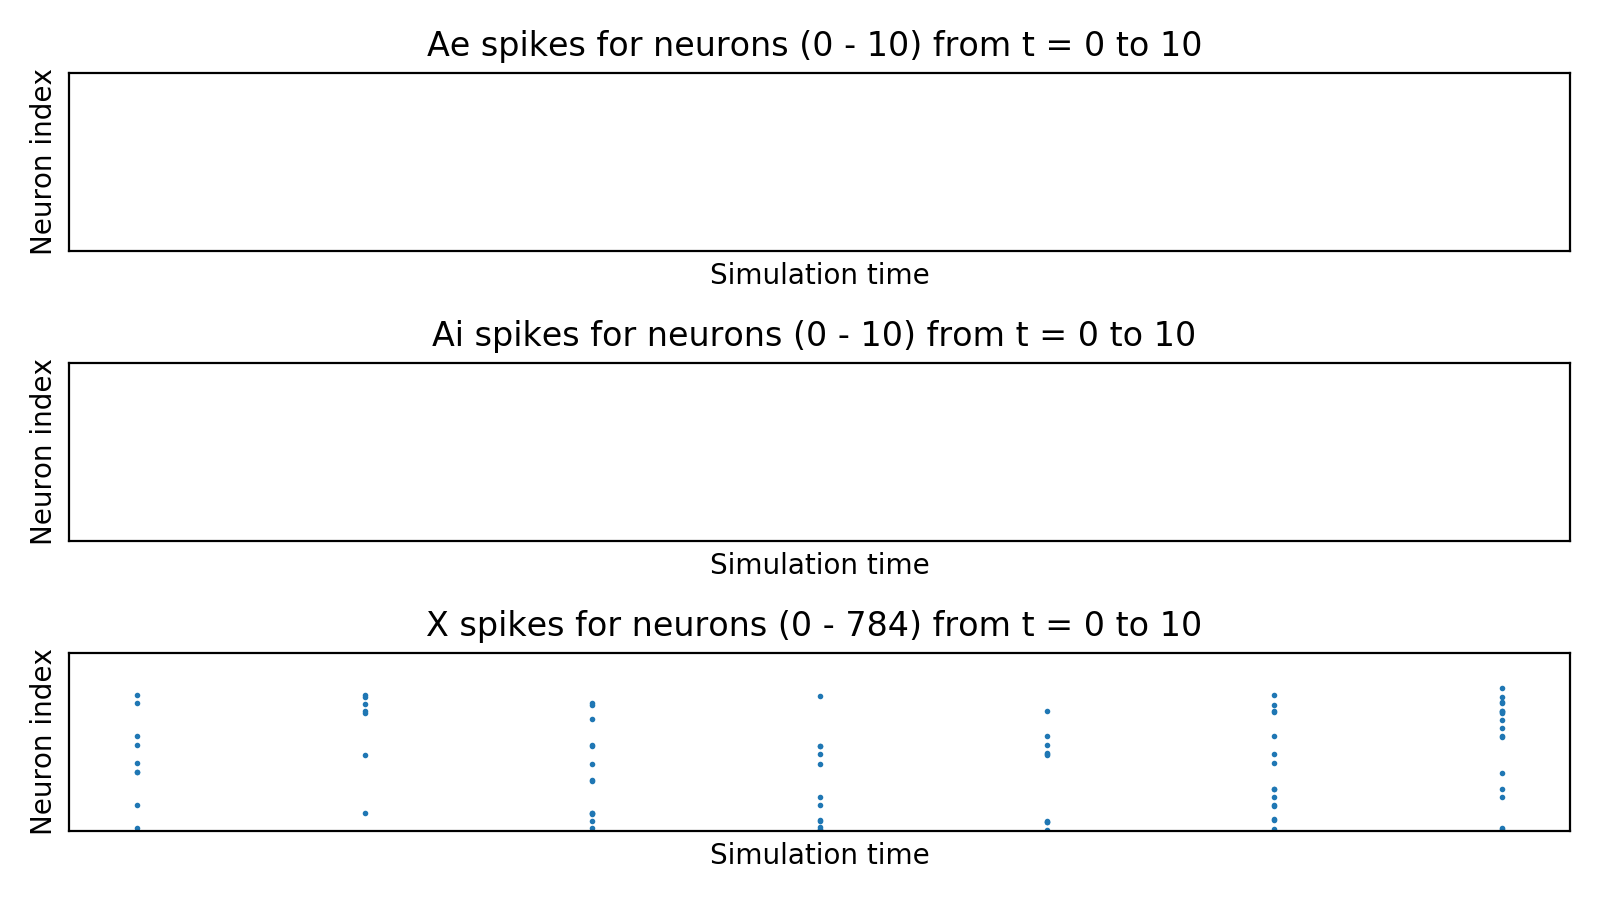 Ae spikes for neurons (0 - 10) from t = 0 to 10
Neuron index
Simulation time
Ai spikes for neurons (0 - 10) from t = 0 to 10
Neuron index
Simulation time
X spikes for neurons (0 - 784) from t = 0 to 10
Neuron index
Simulation time